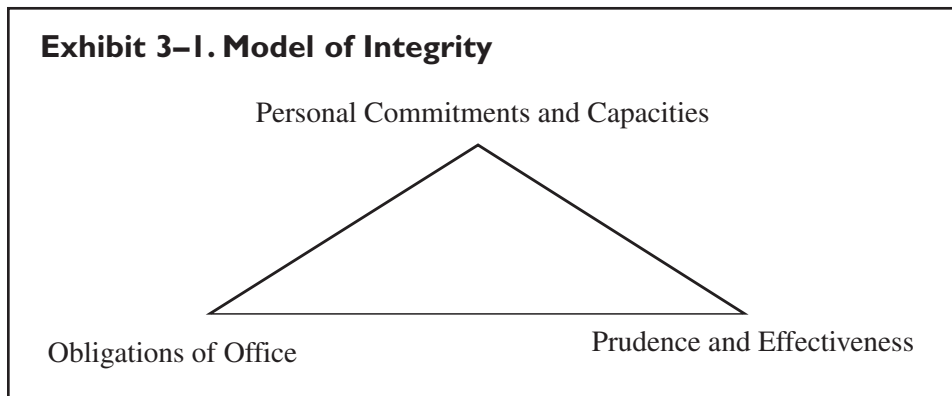 Exhibit 3–1. Model of Integrity
Personal Commitments and Capacities
Obligations of Office
Prudence and Effectiveness